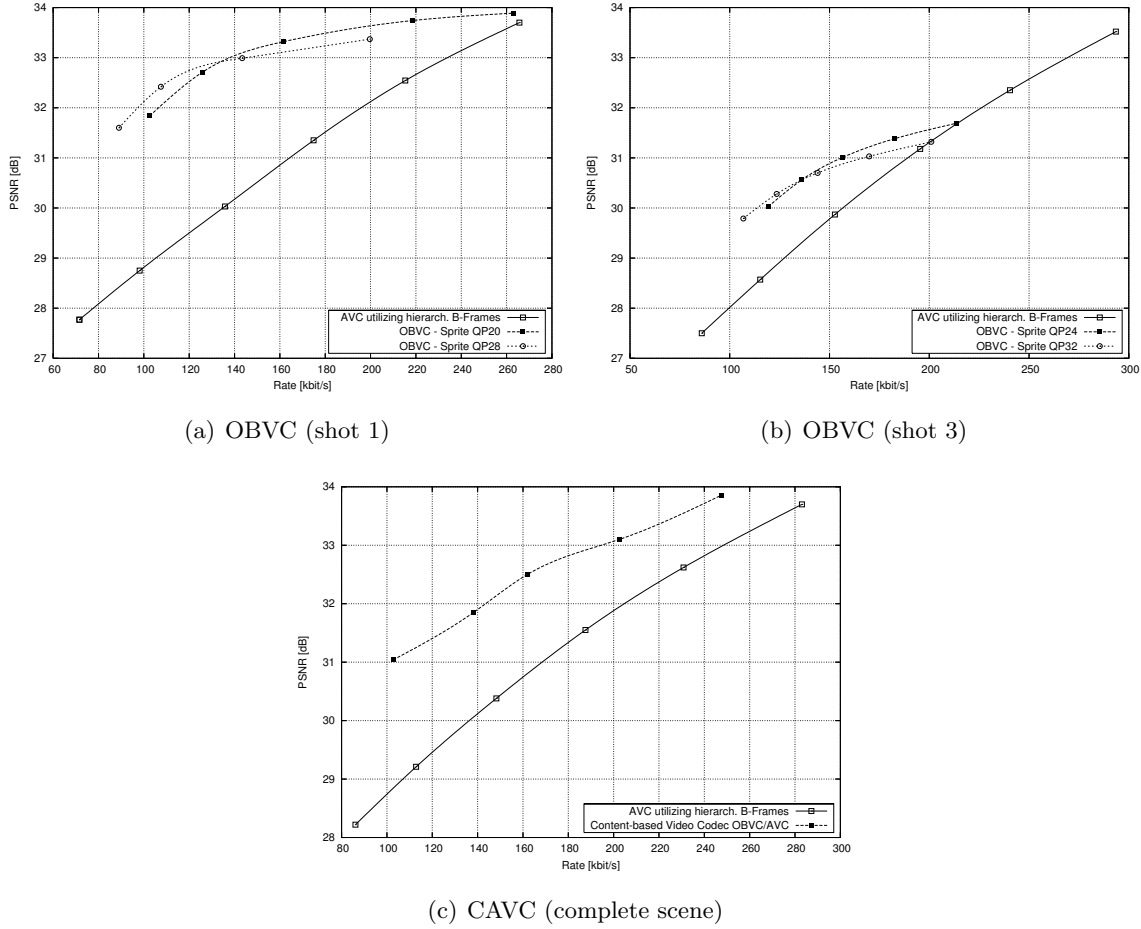 34
33
32
31
30
29
28
27
PSNR [dB]
60 80 100 120 140 160 180 200 220 240 260 280
Rate [kbit/s]
AVC utilizing hierarch. B-Frames
OBVC - Sprite QP20
OBVC - Sprite QP28
(a) OBVC (shot 1)
34
33
32
31
30
29
28
27
PSNR [dB]
50 100 150 200 250 300
Rate [kbit/s]
AVC utilizing hierarch. B-Frames
OBVC - Sprite QP24
OBVC - Sprite QP32
(b) OBVC (shot 3)
34
33
32
31
30
29
28
PSNR [dB]
80 100 120 140 160 180 200 220 240 260 280 300
Rate [kbit/s]
AVC utilizing hierarch. B-Frames
Content-based Video Codec OBVC/AVC
(c) CAVC (complete scene)